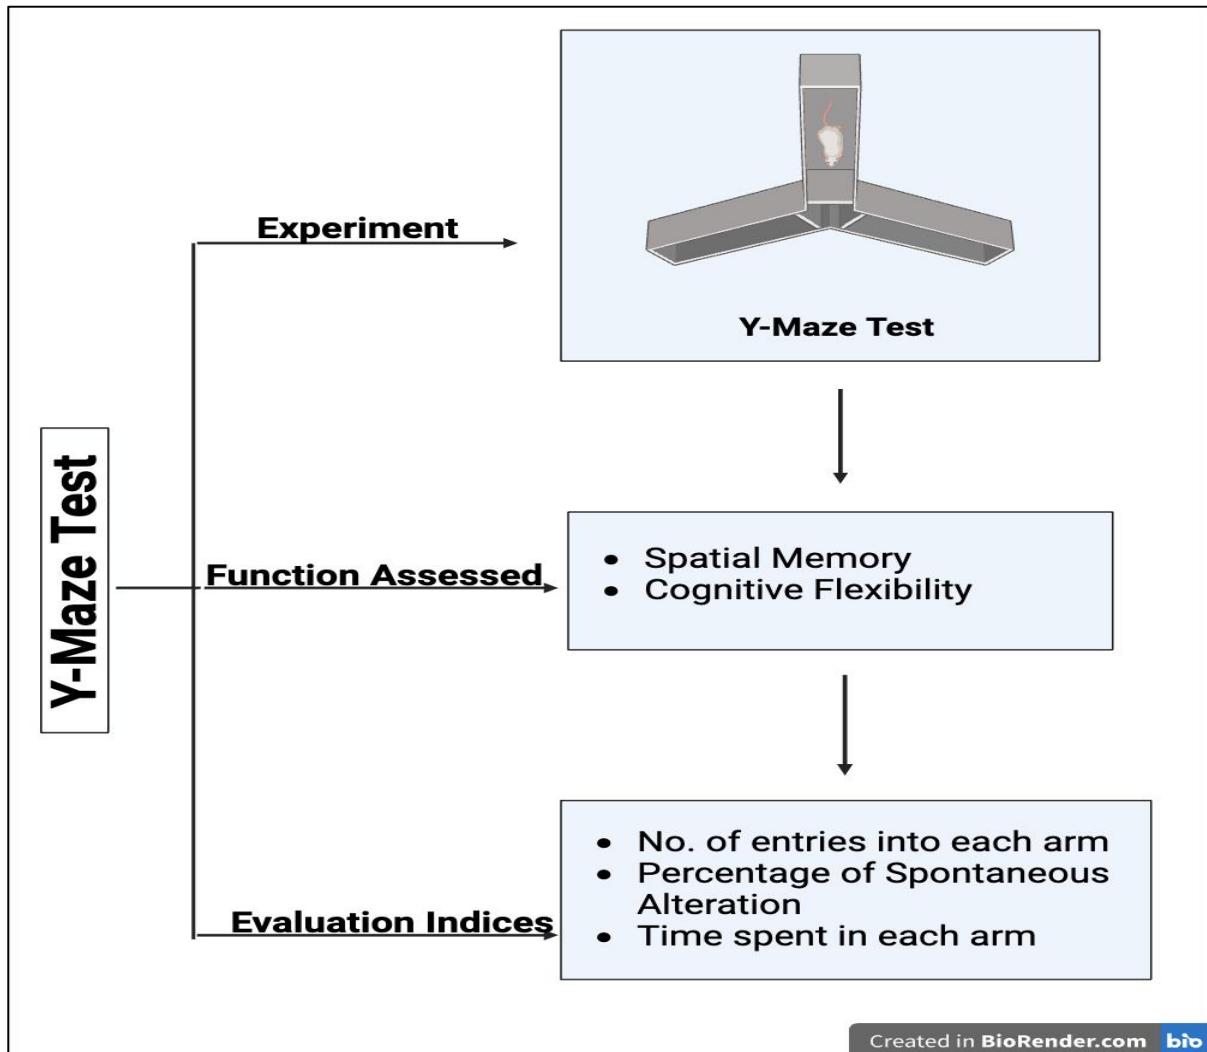 Experiment
Y-Maze Test
Y-Maze Test
Function Assessed
• Spatial Memory
• Cognitive Flexibility
Evaluation Indices
• No. of entries into each arm
• Percentage of Spontaneous
Alteration
• Time spent in each arm
Created in BioRender.com bio